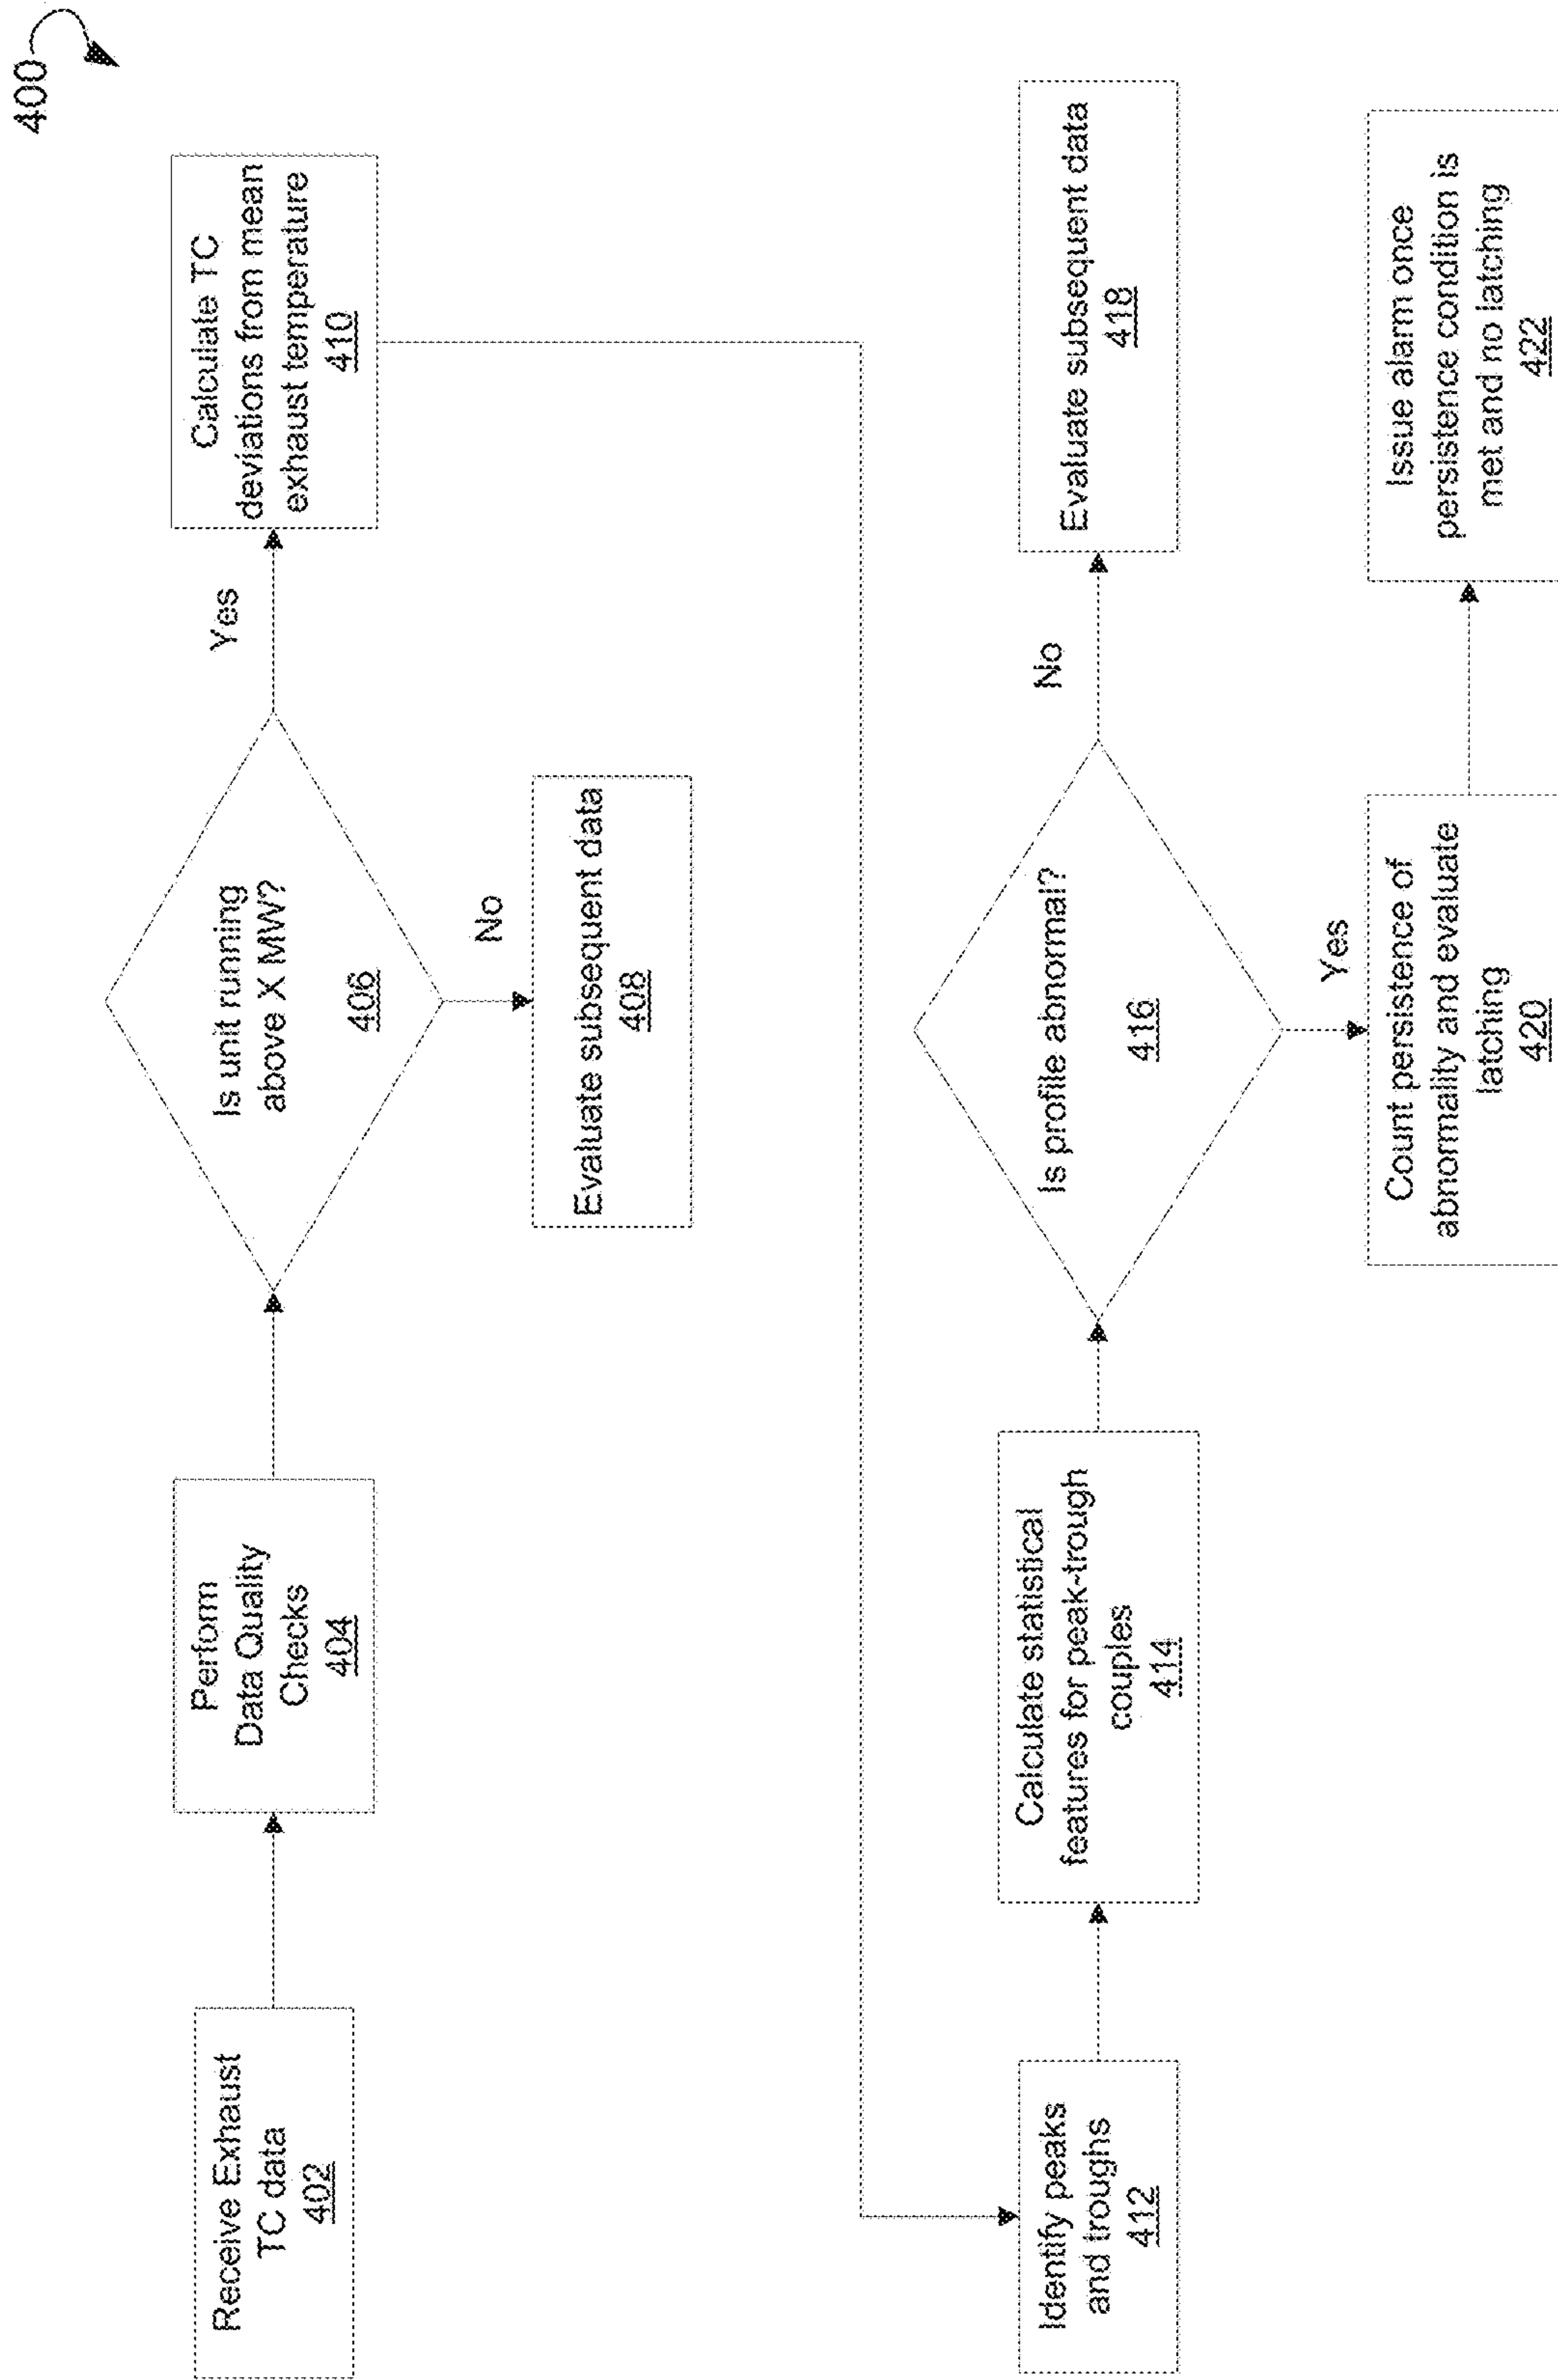 400
Receive Exhaust
TC data
402
Perform
Data Quality
Checks
404
Is unit running
above X MW?
406
Yes
No
Evaluate subsequent data
408
Calculate TC
deviations from mean
exhaust temperature
410
Identify peaks
and troughs
412
Calculate statistical
features for peak-trough
couples
414
Is profile abnormal?
416
No
Evaluate subsequent data
418
Yes
Count persistence of
abnormality and evaluate
latching
420
Issue alarm once
persistence condition is
met and no latching
422